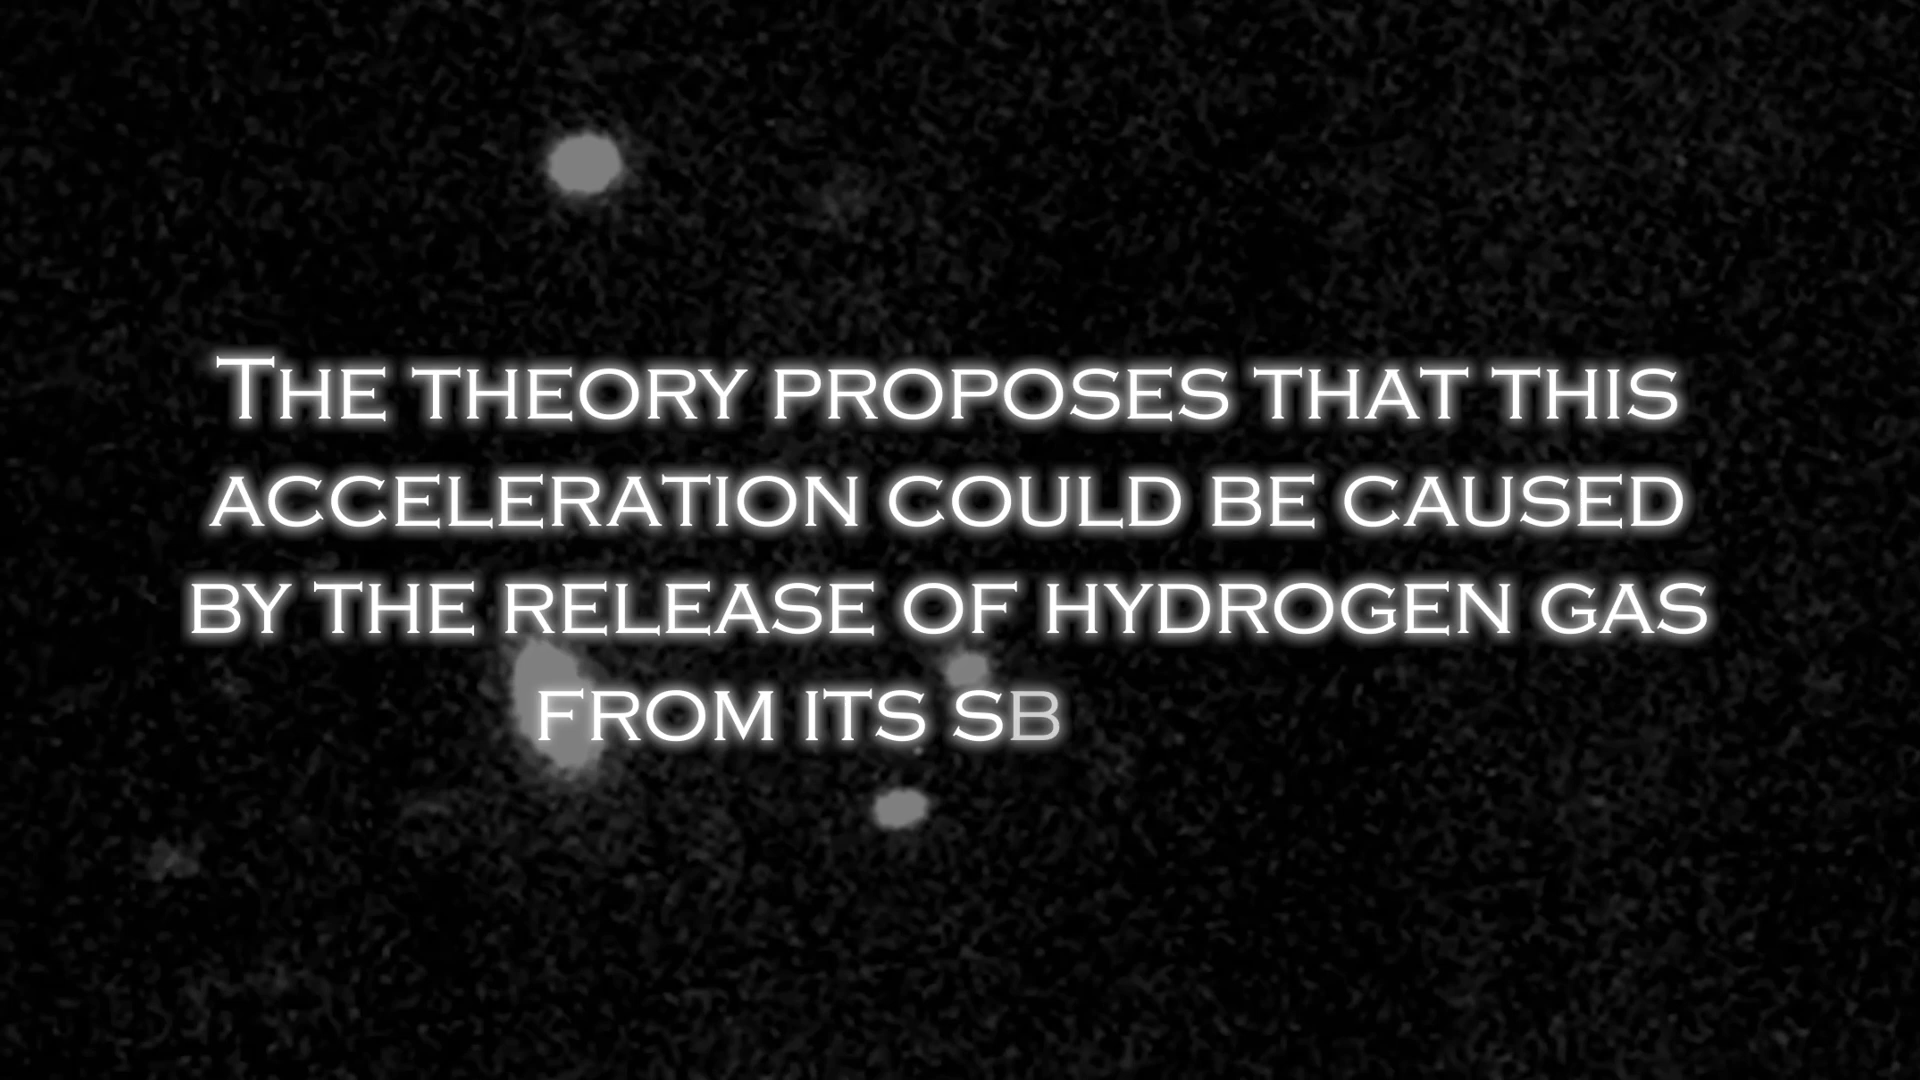 The theory proposes that this
acceleration could be caused
by the release of hydrogen gas
from its sb